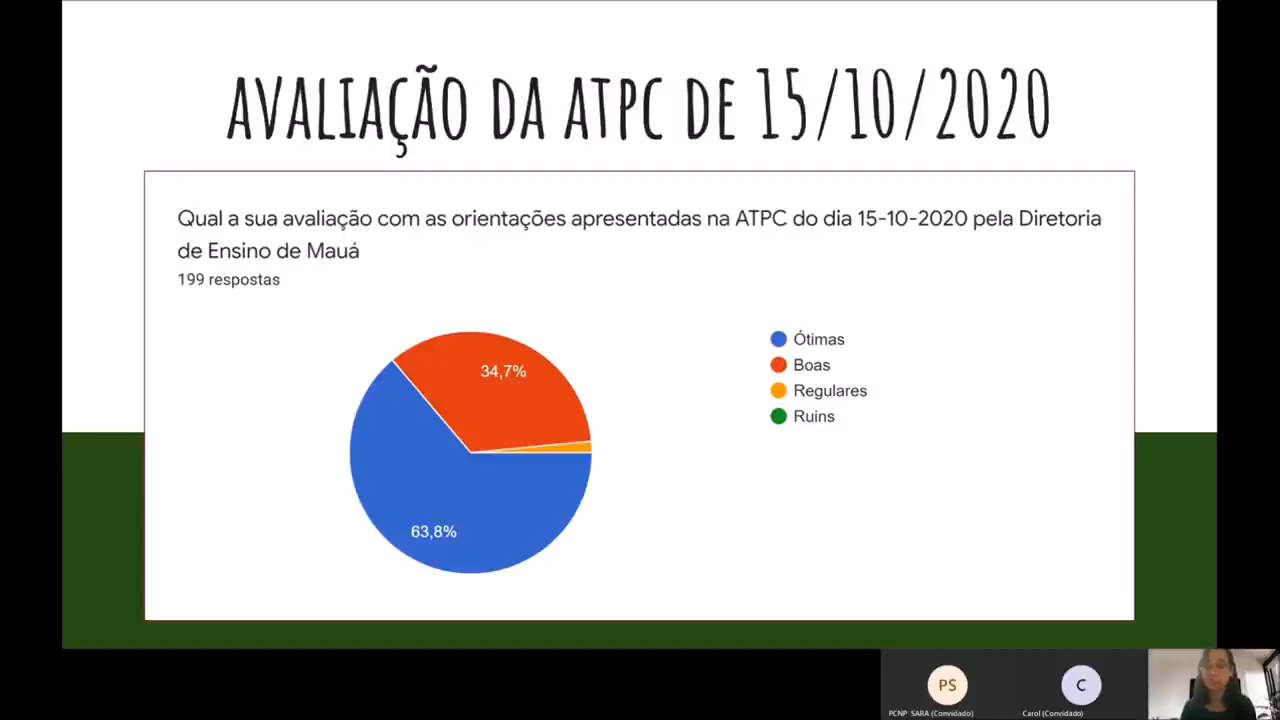 AVALIAÇÃO DA ATPC DE 15/10/2020
Qual a sua avaliação com as orientações apresentadas na ATPC do dia 15-10-2020 pela Diretoria
de Ensino de Mauá
199 respostas
34,7%
63,8%
Ótimas
Boas
Regulares
Ruins
PS
C
PCNP SARA (Convidado)
Carol (Convidado)